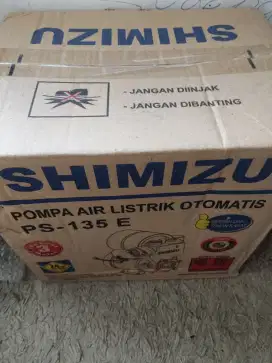 SHIMIZU
- JANGAN DIINJAK
- JANGAN DIBANTING
SHIMIZU
POMPA AIR LISTRIK OTOMATIS
PS-135 E